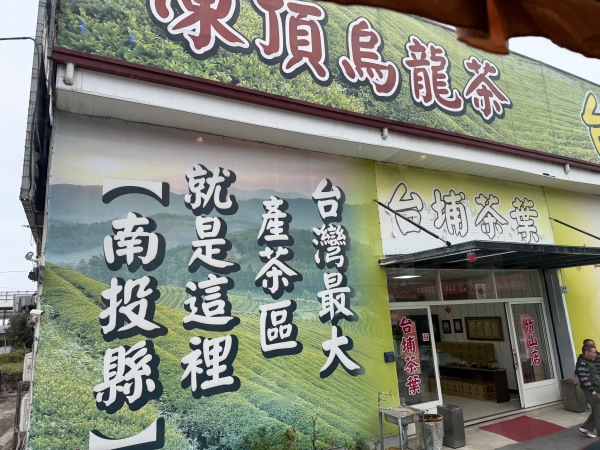 凍頂烏龍茶
台
台灣最大
產茶區
就是這裡
【南投縣】
台埔茶葉
台埔茶葉
竹山店